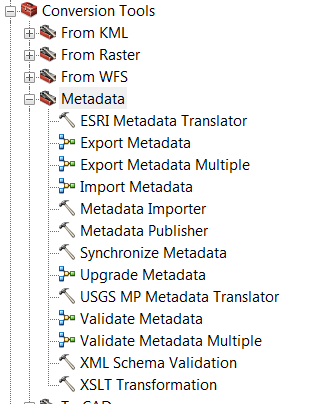 Conversion Tools
From KML
From Raster
From WFS
Metadata
ESRI Metadata Translator
Export Metadata
Export Metadata Multiple
Import Metadata
Metadata Importer
Metadata Publisher
Synchronize Metadata
Upgrade Metadata
USGS MP Metadata Translator
Validate Metadata
Validate Metadata Multiple
XML Schema Validation
XSLT Transformation